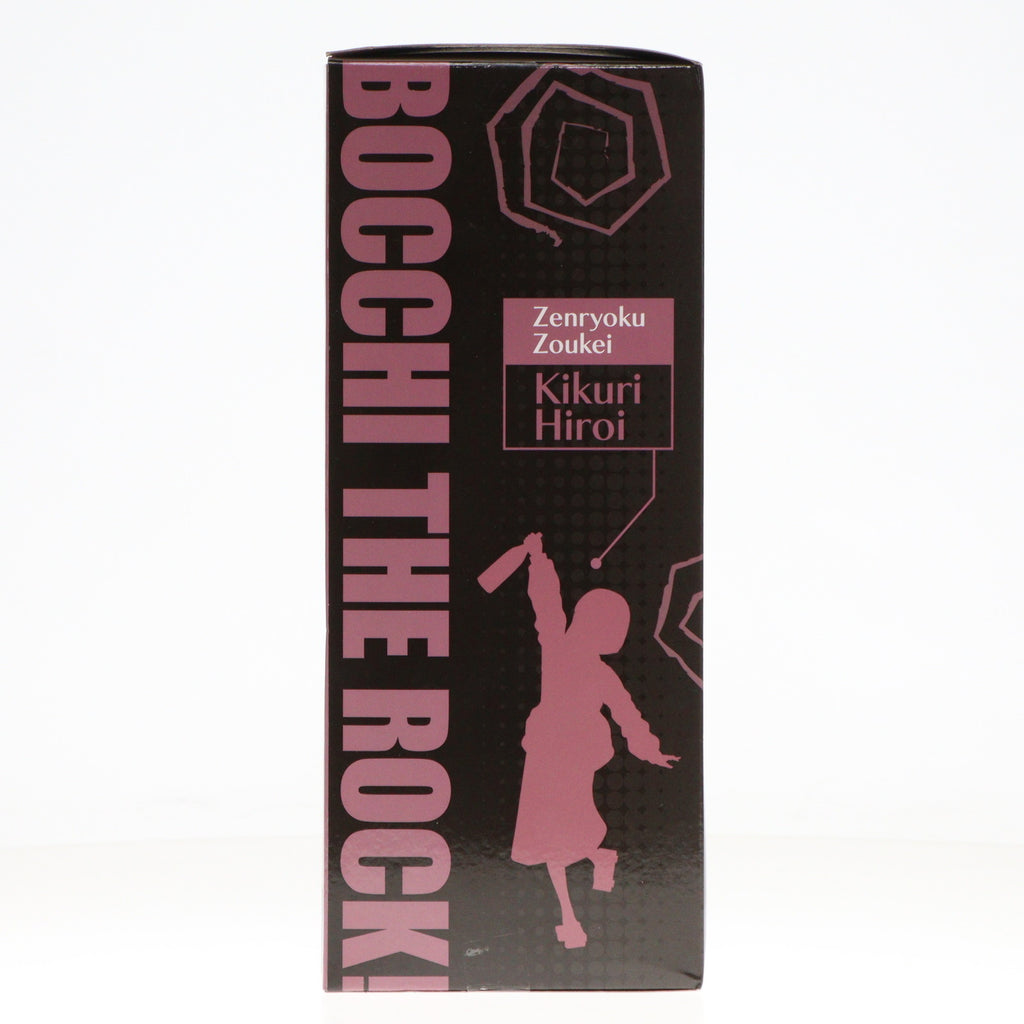 BOCCHI THE ROCK!
Zenryoku
Zoukei
Kikuri
Hiroi